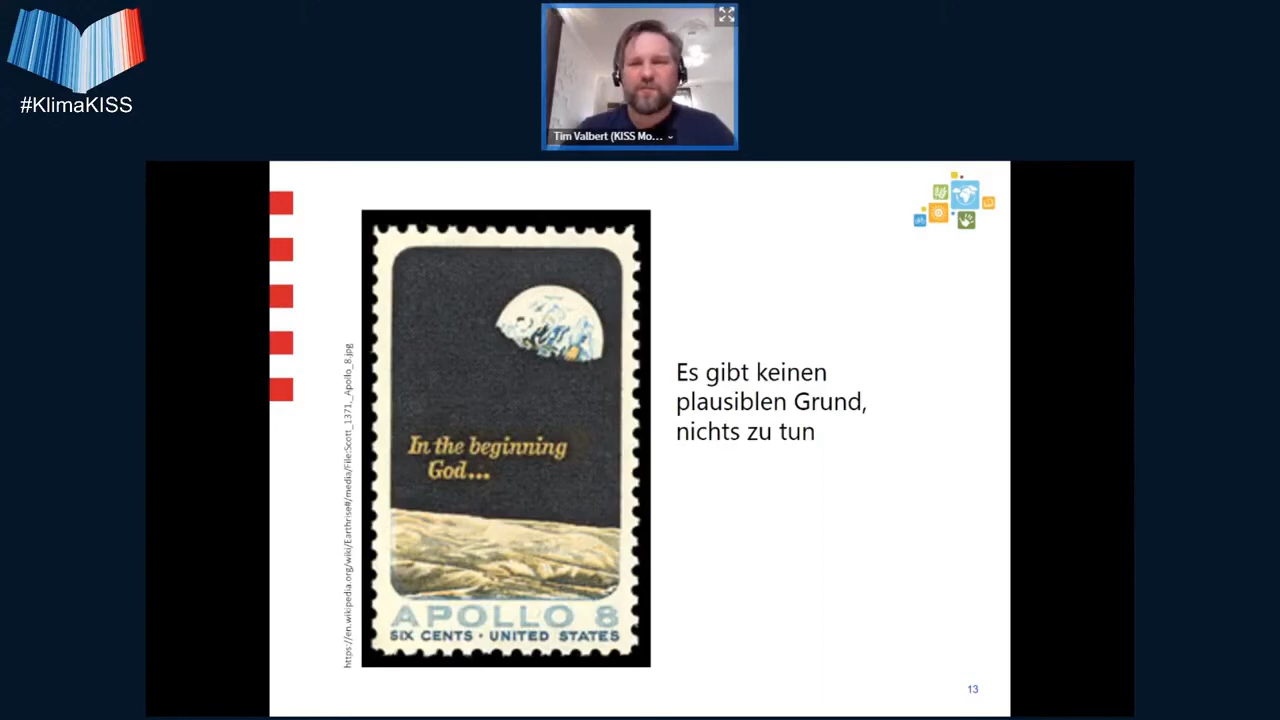 #KlimaKISS
Tim Valbert (KISS Mo...
https://en.wikipedia.org/wiki/Earthrise#/media/File:Scott_1371,_Apollo_8.jpg
In the beginning
God...
APOLLO 8
SIX CENTS · UNITED STATES
Es gibt keinen
plausiblen Grund,
nichts zu tun
13